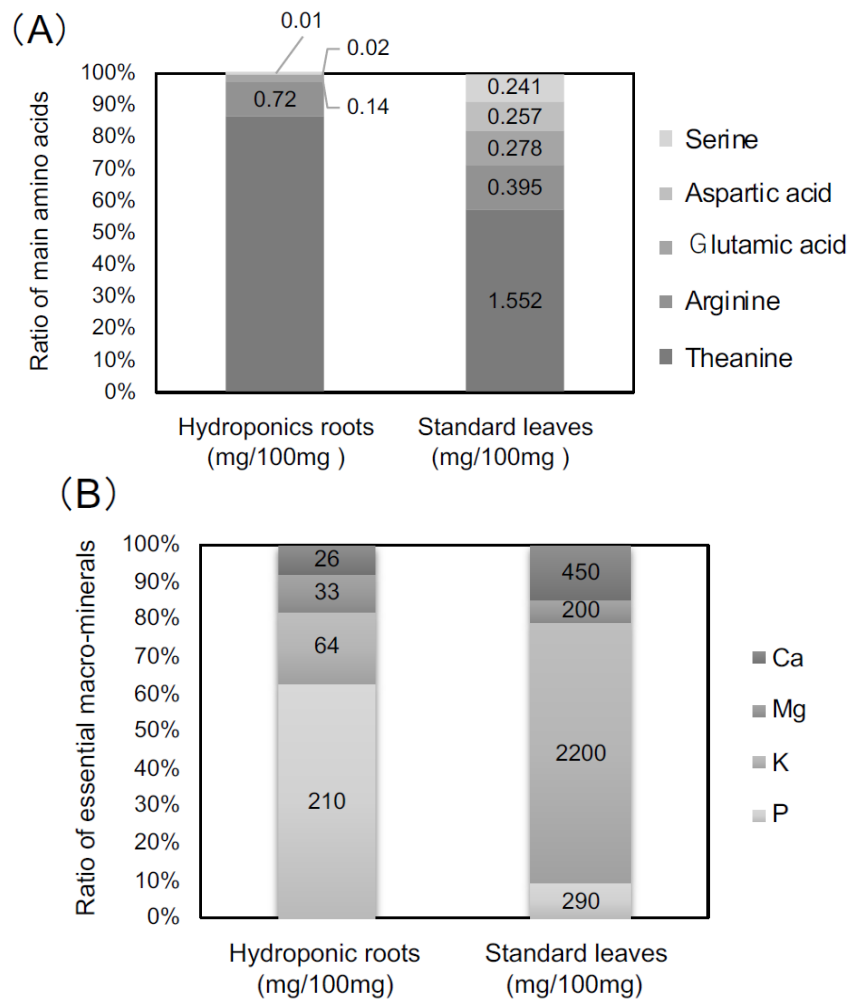 (A)
Ratio of main amino acids
100%
90%
80%
70%
60%
50%
40%
30%
20%
10%
0%
0.01
0.02
0.14
0.72
0.241
0.257
0.278
0.395
1.552
Serine
Aspartic acid
Glutamic acid
Arginine
Theanine
Hydroponics roots
(mg/100mg )
Standard leaves
(mg/100mg )
(B)
Ratio of essential macro-minerals
100%
90%
80%
70%
60%
50%
40%
30%
20%
10%
0%
26
33
64
210
450
200
2200
290
Ca
Mg
K
P
Hydroponic roots
(mg/100mg)
Standard leaves
(mg/100mg)